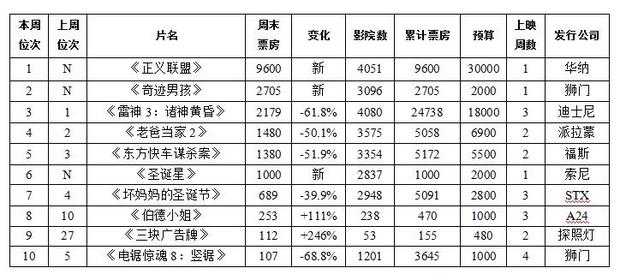 本周位次 上周位次 片名 周末票房 变化 影院数 累计票房 预算 上映周数 发行公司
1 N 《正义联盟》 9600 新 4051 9600 30000 1 华纳
2 N 《奇迹男孩》 2705 新 3096 2705 2000 1 狮门
3 1 《雷神3：诸神黄昏》 2179 -61.8% 4080 24738 18000 3 迪士尼
4 2 《老爸当家2》 1480 -50.1% 3575 5058 6900 2 派拉蒙
5 3 《东方快车谋杀案》 1380 -51.9% 3354 5172 5500 2 福斯
6 N 《圣诞星》 1000 新 2837 1000 2000 1 索尼
7 4 《坏妈妈的圣诞节》 689 -39.9% 2948 5091 2800 3 STX
8 10 《伯德小姐》 253 +111% 238 470 1000 3 A24
9 27 《三块广告牌》 112 +246% 53 155 480 2 探照灯
10 5 《电锯惊魂8：竖锯》 107 -68.8% 1201 3645 1000 4 狮门